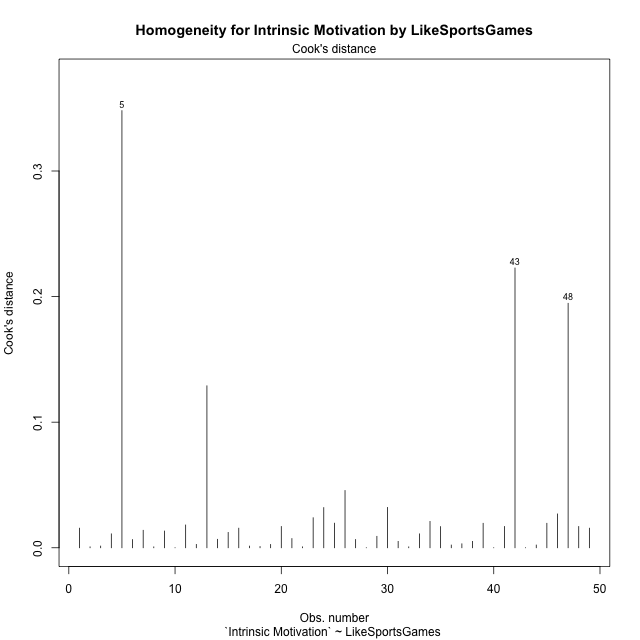 Homogeneity for Intrinsic Motivation by LikeSportsGames
Cook's distance
5
0.3
43
0.2
48
Cook's distance
0.1
0.0
0 10 20 30 40 50
Obs. number
`Intrinsic Motivation` ~ LikeSportsGames